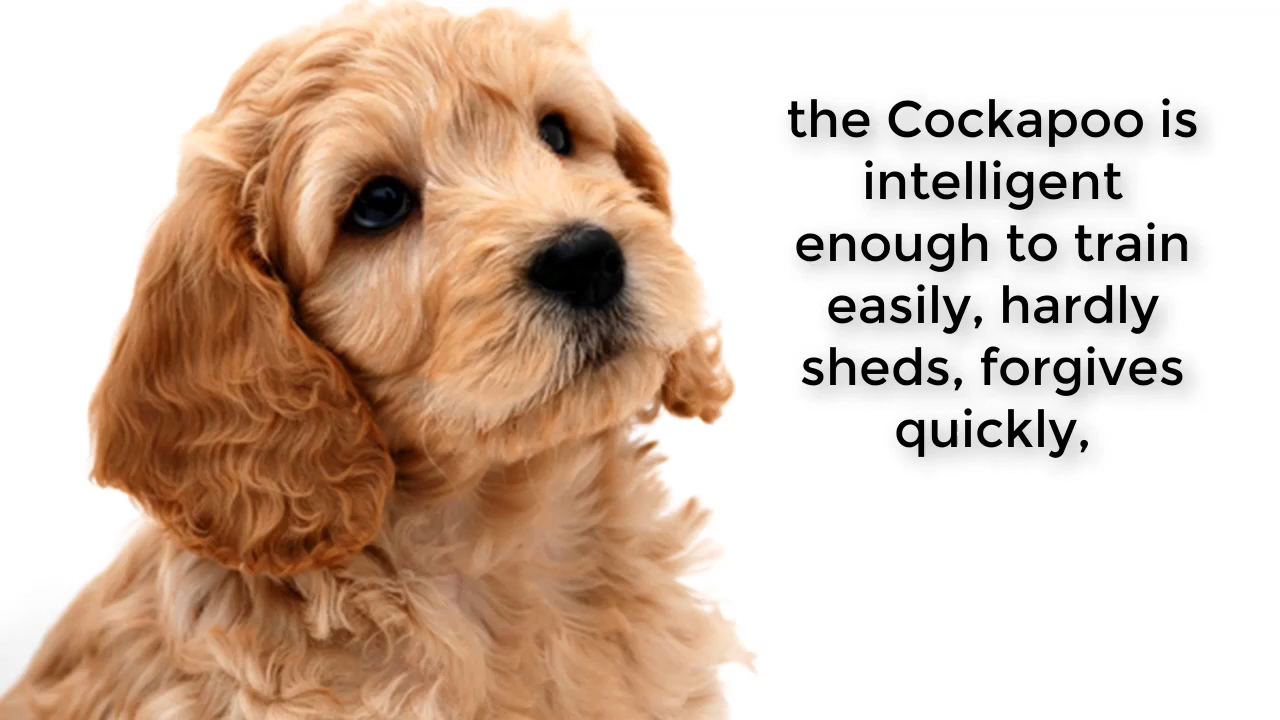 the Cockapoo is
intelligent
enough to train
easily, hardly
sheds, forgives
quickly,